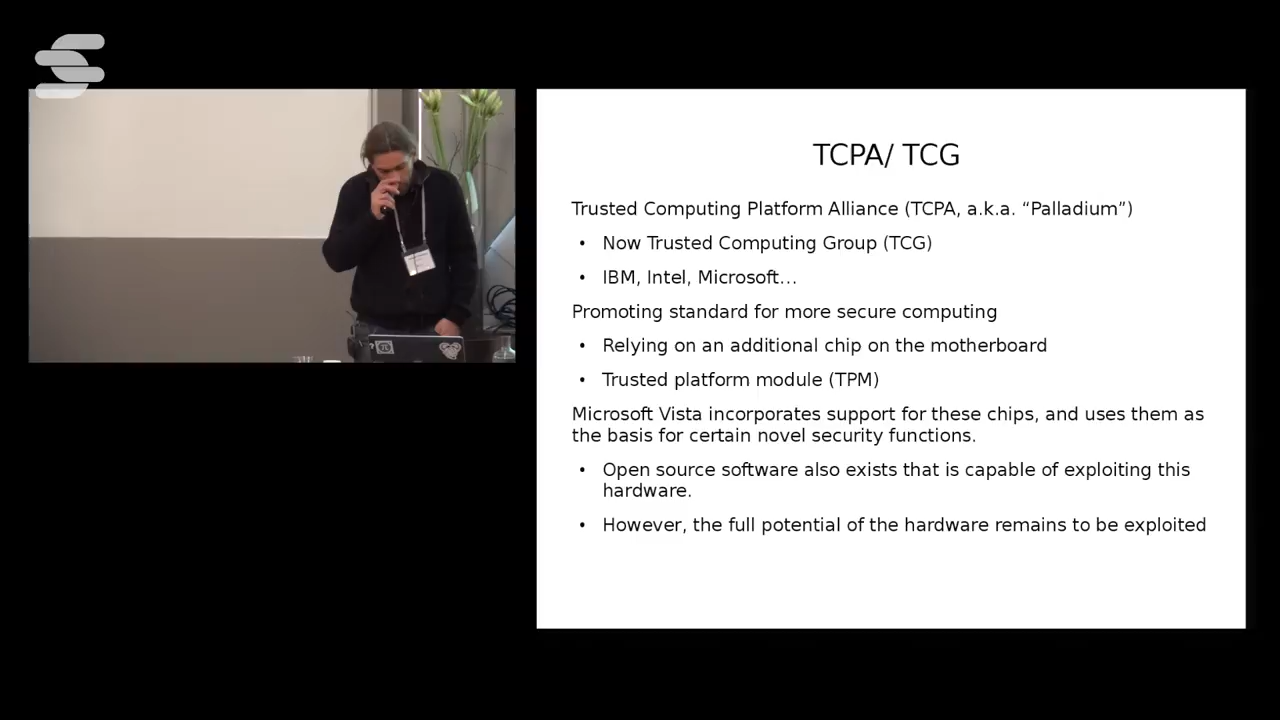 TCPA/ TCG
Trusted Computing Platform Alliance (TCPA, a.k.a. “Palladium”)
• Now Trusted Computing Group (TCG)
• IBM, Intel, Microsoft…
Promoting standard for more secure computing
• Relying on an additional chip on the motherboard
• Trusted platform module (TPM)
Microsoft Vista incorporates support for these chips, and uses them as
the basis for certain novel security functions.
• Open source software also exists that is capable of exploiting this
hardware.
• However, the full potential of the hardware remains to be exploited